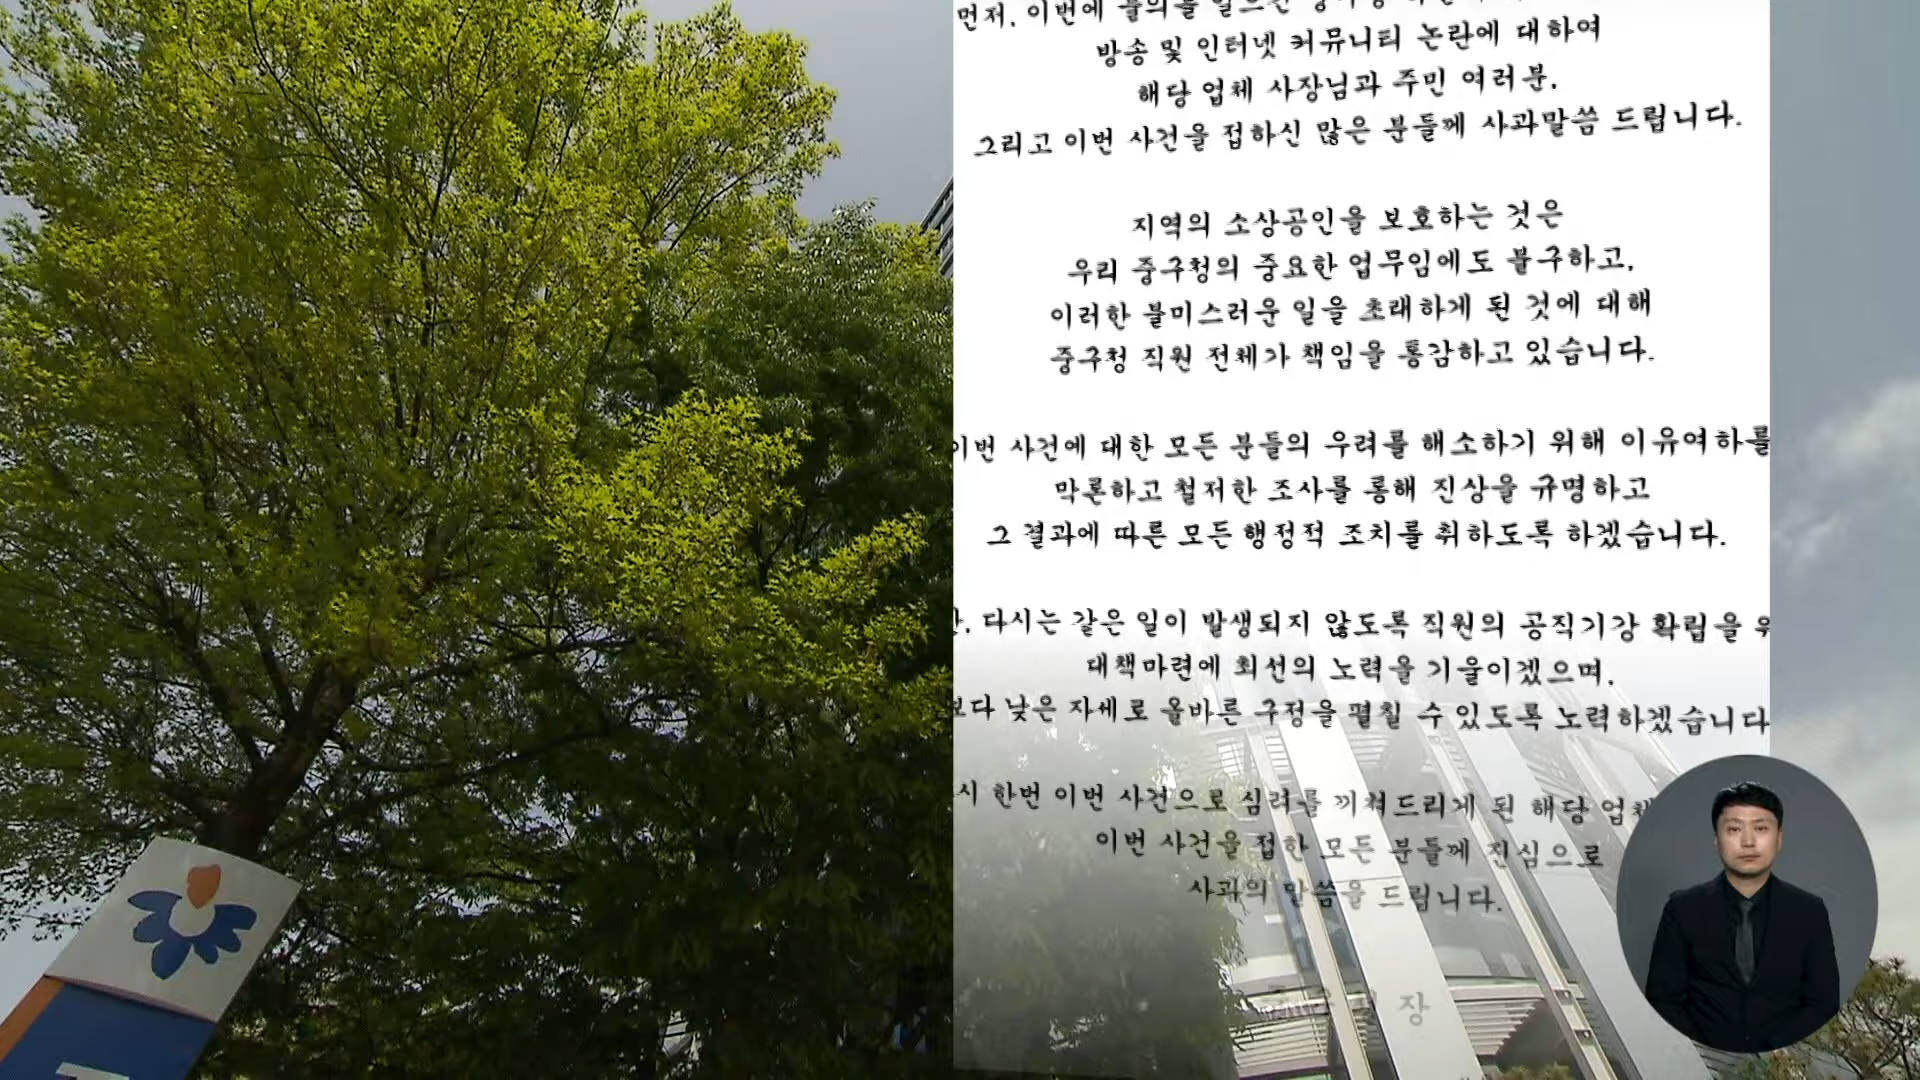 먼저, 이번에 물의를 일으킨
방송 및 인터넷 커뮤니티 논란에 대하여
해당 업체 사장님과 주민 여러분,
그리고 이번 사건을 접하신 많은 분들께 사과말씀 드립니다.
지역의 소상공인을 보호하는 것은
우리 중구청의 중요한 업무임에도 불구하고,
이러한 불미스러운 일을 초래하게 된 것에 대해
중구청 직원 전체가 책임을 통감하고 있습니다.
이번 사건에 대한 모든 분들의 우려를 해소하기 위해 이유여하를
막론하고 철저한 조사를 통해 진상을 규명하고
그 결과에 따른 모든 행정적 조치를 취하도록 하겠습니다.
다시는 같은 일이 발생되지 않도록 직원의 공직기강 확립을
대책마련에 최선의 노력을 기울이겠으며,
보다 낮은 자세로 올바른 구정을 펼칠 수 있도록 노력하겠습니다
시 한번 이번 사건으로 심려를 끼쳐드리게 된 해당 업체
이번 사건을 접한 모든 분들께 진심으로
사과의 말씀을 드립니다.